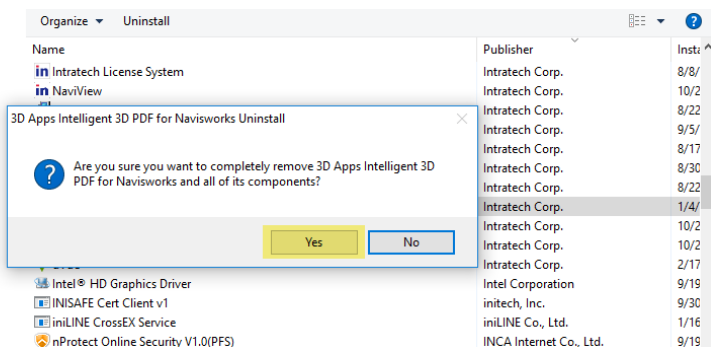 Organize Uninstall
Name Publisher Insta
Intratech License System Intratech Corp. 8/8/
NaviView Intratech Corp. 10/2
Intratech Corp. 8/22
3D Apps Intelligent 3D PDF for Navisworks Uninstall Intratech Corp. 9/5/
Intratech Corp. 8/17
Are you sure you want to completely remove 3D Apps Intelligent 3D Intratech Corp. 8/30
PDF for Navisworks and all of its components? Intratech Corp. 8/22
Intratech Corp. 1/4/
Intratech Corp. 10/2
Yes No Intratech Corp. 10/2
Intratech Corp. 2/17
Intel® HD Graphics Driver Intel Corporation 9/19
INISAFE Cert Client v1 initech, Inc. 9/30
iniLINE CrossEX Service iniLINE Co., Ltd. 1/16
nProtect Online Security V1.0(PFS) INCA Internet Co., Ltd. 9/19